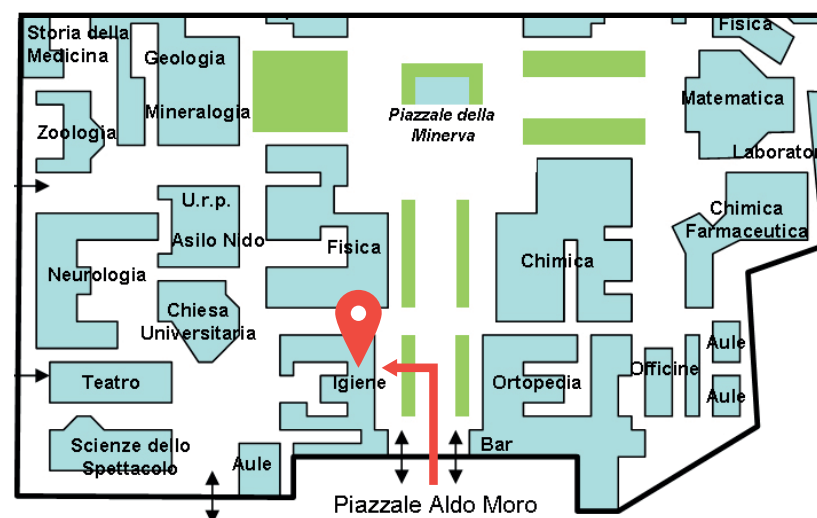 Storia della
Medicina
Geologia
Fisica
Mineralogia
Zoologia
Piazzale della
Minerva
Matematica
Laborator
U.r.p.
Asilo Nido
Fisica
Chimica
Chimica
Farmaceutica
Neurologia
Chiesa
Universitaria
Teatro
Igiene
Ortopedia
Officine
Aule
Aule
Scienze dello
Spettacolo
Aule
Bar
Piazzale Aldo Moro